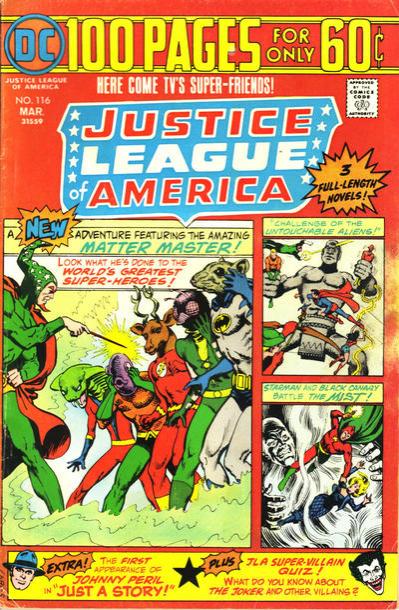 DC
100 PAGES FOR ONLY 60¢
JUSTICE LEAGUE
OF AMERICA
HERE COME TV'S SUPER-FRIENDS!
APPROVED
BY THE
COMICS
CODE
AUTHORITY
NO. 116
MAR.
31559
JUSTICE
LEAGUE
of AMERICA
3
FULL-LENGTH
NOVELS!
A NEW ADVENTURE FEATURING THE AMAZING
MATTER MASTER!
LOOK WHAT HE'S DONE TO THE
WORLD'S GREATEST
SUPER-HEROES!
"CHALLENGE OF THE
UNTOUCHABLE ALIENS!"
STARMAN AND BLACK CANARY
BATTLE THE MIST!
EXTRA! THE FIRST
APPEARANCE OF
JOHNNY PERIL
IN "JUST A STORY!"
PLUS JLA SUPER-VILLAIN
QUIZ!
WHAT DO YOU KNOW ABOUT
THE JOKER AND OTHER VILLAINS?